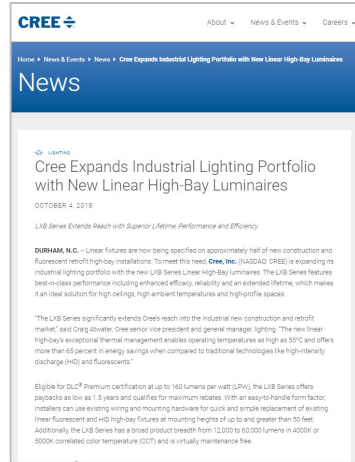 CREE
About News & Events Careers
Home News & Events News Cree Expands Industrial Lighting Portfolio with New Linear High-Bay Luminaires
News
LIGHTING
Cree Expands Industrial Lighting Portfolio
with New Linear High-Bay Luminaires
OCTOBER 4, 2018
LXB Series Extends Reach with Superior Lifetime, Performance and Efficiency
DURHAM, N.C. – Linear fixtures are now being specified on approximately half of new construction and
fluorescent retrofit high-bay installations. To meet this need, Cree, Inc. (NASDAQ: CREE) is expanding its
industrial lighting portfolio with the new LXB Series Linear High-Bay luminaires. The LXB Series features
best-in-class performance including enhanced efficacy, reliability and an extended lifetime, which makes
it an ideal solution for high ceilings, high ambient temperatures and high-profile spaces.
"The LXB Series significantly extends Cree's reach into the industrial new construction and retrofit
market," said Craig Atwater, Cree senior vice president and general manager, lighting. "The new linear
high-bay's exceptional thermal management enables operating temperatures as high as 55°C and offers
more than 65 percent in energy savings when compared to traditional technologies like high-intensity
discharge (HID) and fluorescents."
Eligible for DLC® Premium certification at up to 160 lumens per watt (LPW), the LXB Series offers
paybacks as low as 1.5 years and qualifies for maximum rebates. With an easy-to-handle form factor,
installers can use existing wiring and mounting hardware for quick and simple replacement of existing
linear fluorescent and HID high-bay fixtures at mounting heights of up to and greater than 50 feet.
Additionally, the LXB Series has a broad product breadth from 12,000 to 60,000 lumens in 4000K or
5000K correlated color temperature (CCT) and is virtually maintenance free.